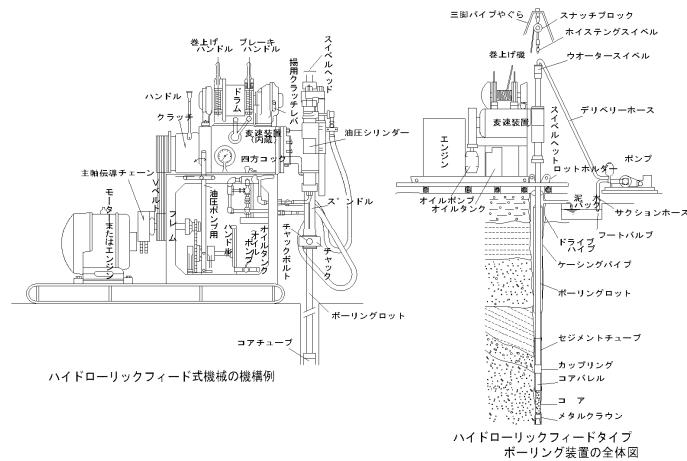 巻上げ
ハンドル
ブレーキ
ハンドル
スイベルヘッド
ハンドル
クラッチ
ドラム
揚用クラッチレバー
変速装置
(内蔵)
油圧シリンダー
四方コック
主軸伝導チェーン
Vベルト
モーターまたはエンジン
フレーム
油圧ポンプ用
ハンド
オイルポンプ
オイルタンク
スピンドル
チャックボルト
チャック
ボーリングロット
コアチューブ
ハイドローリックフィード式機械の機構例
三脚パイプやぐら
スナッチブロック
ホイステングスイベル
巻上げ機
ウオータースイベル
デリベリーホース
変速装置
スイベルヘット
エンジン
ロットホルダー
ポンプ
オイルポンプ
オイルタンク
泥 水
バック
サクションホース
フートバルブ
ドライブ
パイプ
ケーシングパイプ
ボーリングロット
セジメントチューブ
カップリング
コアバレル
コ ア
メタルクラウン
ハイドローリックフィードタイプ
ボーリング装置の全体図